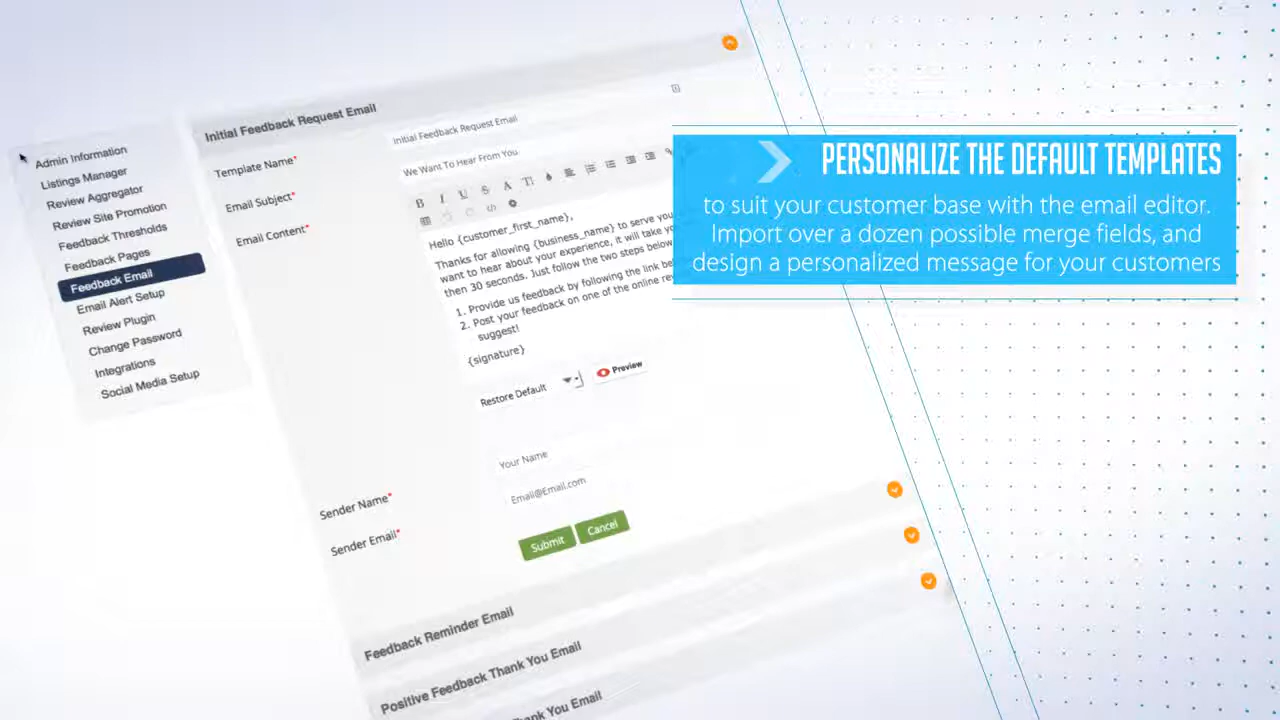 Admin Information
Listings Manager
Review Aggregator
Review Site Promotion
Feedback Thresholds
Feedback Pages
Feedback Email
Email Alert Setup
Review Plugin
Change Password
Integrations
Social Media Setup
Initial Feedback Request Email
Template Name*
Initial Feedback Request Email
Email Subject*
We Want To Hear From You
Email Content*
Hello {customer_first_name},
Thanks for allowing {business_name} to serve you
want to hear about your experience, it will take yo
then 30 seconds. Just follow the two steps below
1. Provide us feedback by following the link be
2. Post your feedback on one of the online re
suggest!
{signature}
Restore Default
Preview
Sender Name*
Your Name
Sender Email*
Email@Email.com
Submit
Cancel
Feedback Reminder Email
Positive Feedback Thank You Email
Thank You Email
PERSONALIZE THE DEFAULT TEMPLATES
to suit your customer base with the email editor.
Import over a dozen possible merge fields, and
design a personalized message for your customers